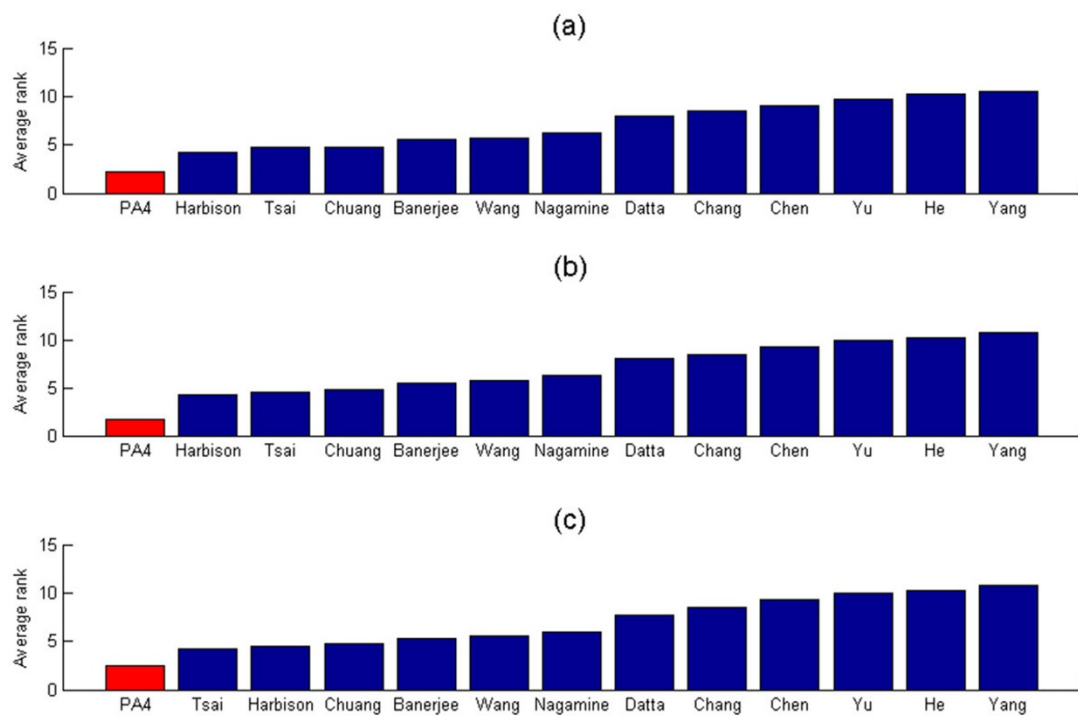 (a)
15
10
5
0
Average rank
PA4 Harbison Tsai Chuang Banerjee Wang Nagamine Datta Chang Chen Yu He Yang
(b)
15
10
5
0
Average rank
PA4 Harbison Tsai Chuang Banerjee Wang Nagamine Datta Chang Chen Yu He Yang
(c)
15
10
5
0
Average rank
PA4 Tsai Harbison Chuang Banerjee Wang Nagamine Datta Chang Chen Yu He Yang